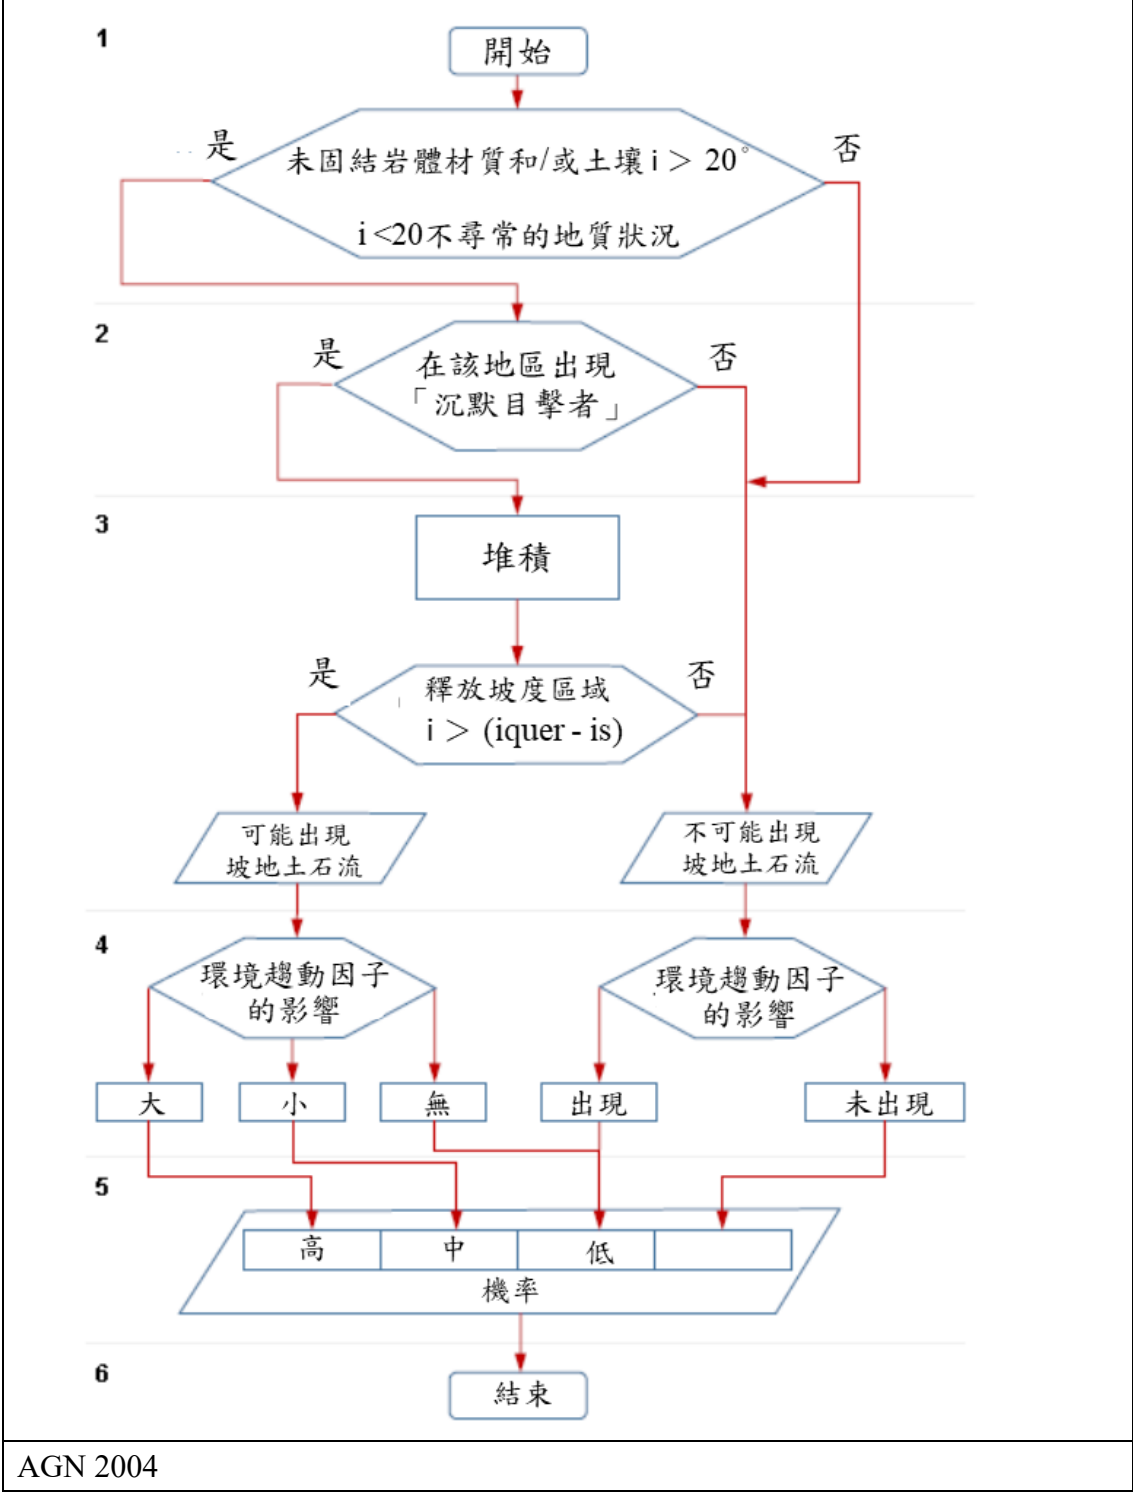 1
開始
是
否
未固結岩體材質和/或土壤 i > 20°
i <20不尋常的地質狀況
2
是
否
在該地區出現
「沉默目擊者」
3
堆積
是
否
釋放坡度區域
i > (iquer - is)
可能出現
坡地土石流
不可能出現
坡地土石流
4
環境趨動因子
的影響
環境趨動因子
的影響
大
小
無
出現
未出現
5
高
中
低
機率
6
結束
AGN 2004